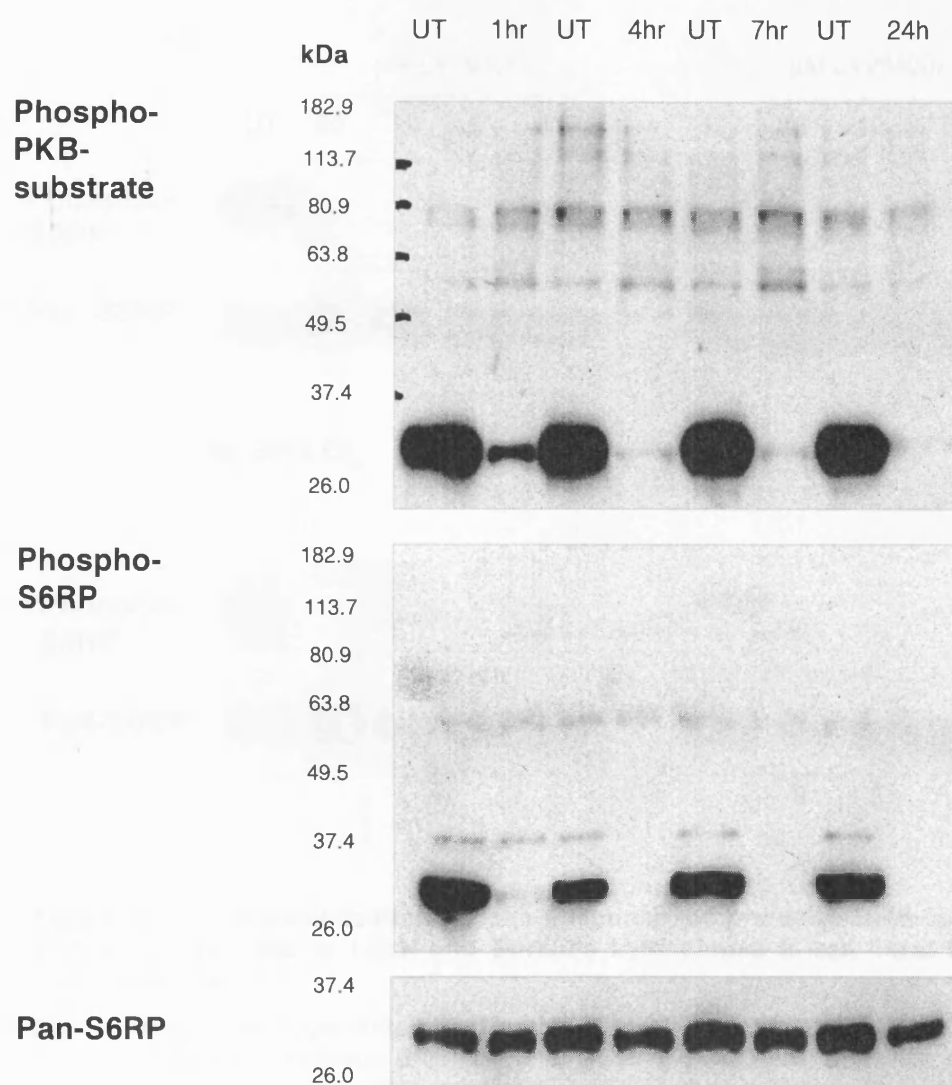 UT 1hr UT 4hr UT 7hr UT 24h
kDa
Phospho-
PKB-
substrate
182.9
113.7
80.9
63.8
49.5
37.4
26.0
Phospho-
S6RP
182.9
113.7
80.9
63.8
49.5
37.4
26.0
Pan-S6RP
37.4
26.0